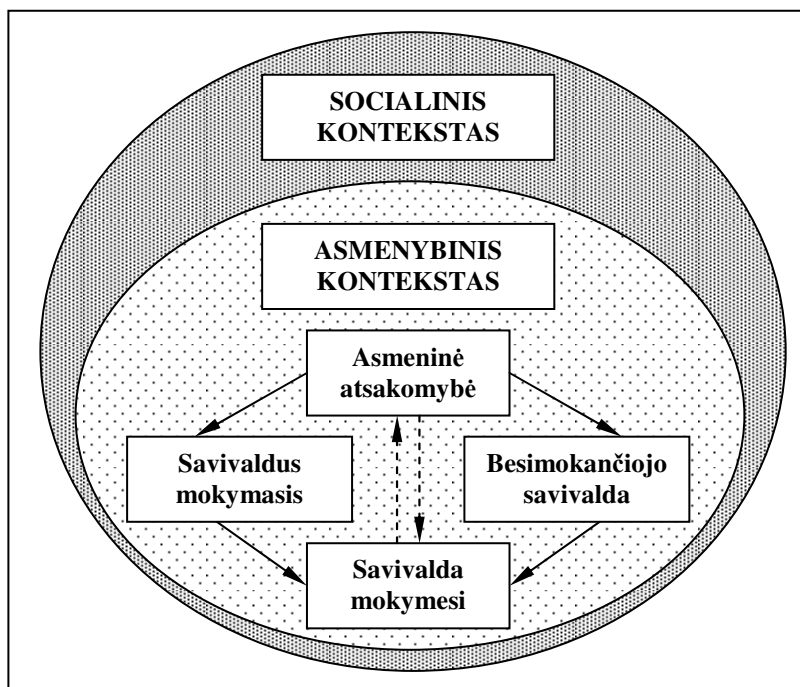 SOCIALINIS
KONTEKSTAS
ASMENYBINIS
KONTEKSTAS
Asmeninė
atsakomybė
Savivaldus
mokymasis
Besimokančiojo
savivalda
Savivalda
mokymesi